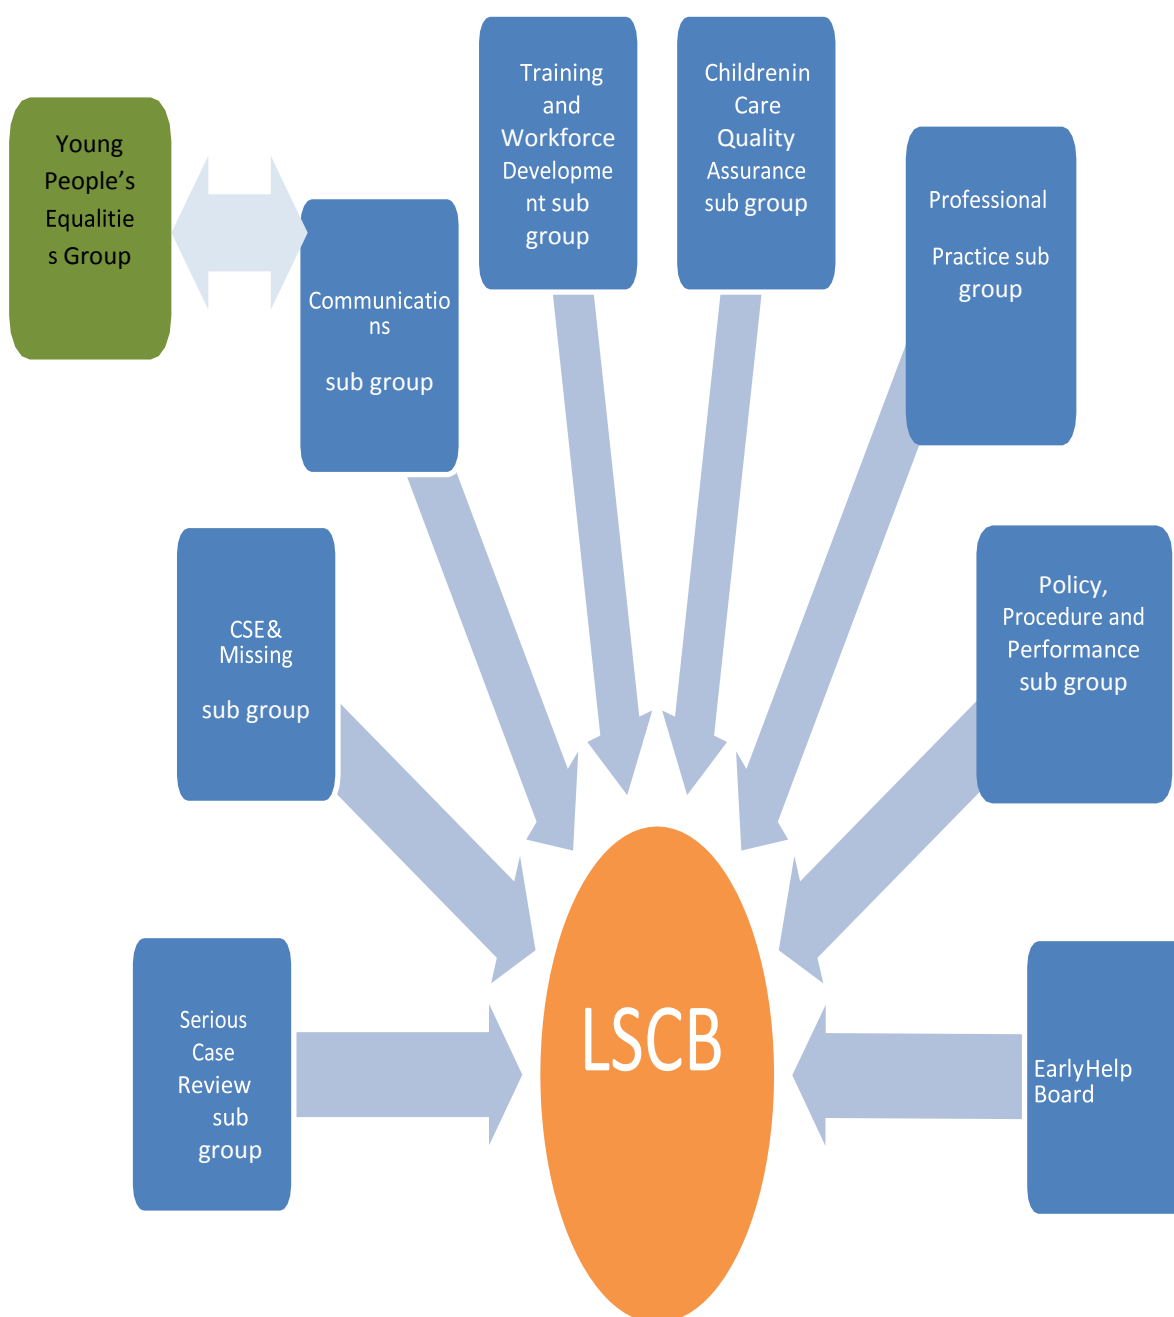 Young
People’s
Equalitie
s Group
Communicatio
ns
sub group
Training
and
Workforce
Developme
nt sub
group
Childrenin
Care
Quality
Assurance
sub group
Professional
Practice sub
group
CSE&
Missing
sub group
Policy,
Procedure and
Performance
sub group
Serious
Case
Review
sub
group
LSCB
EarlyHelp
Board